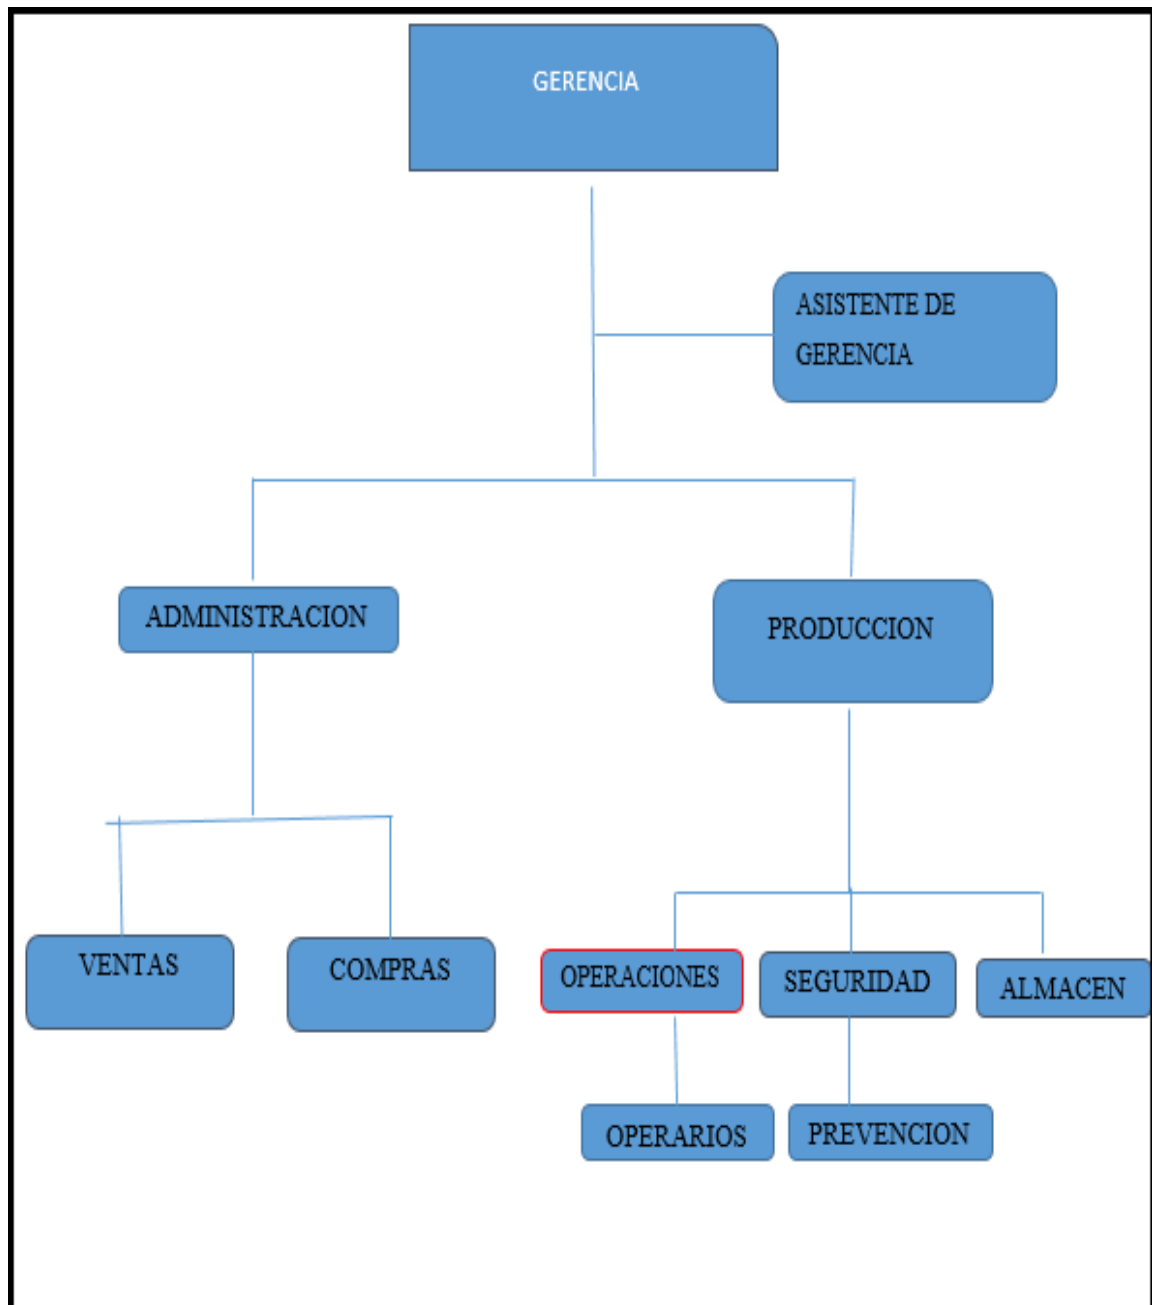 GERENCIA
ASISTENTE DE
GERENCIA
ADMINISTRACION
PRODUCCION
VENTAS
COMPRAS
OPERACIONES
SEGURIDAD
ALMACEN
OPERARIOS
PREVENCION